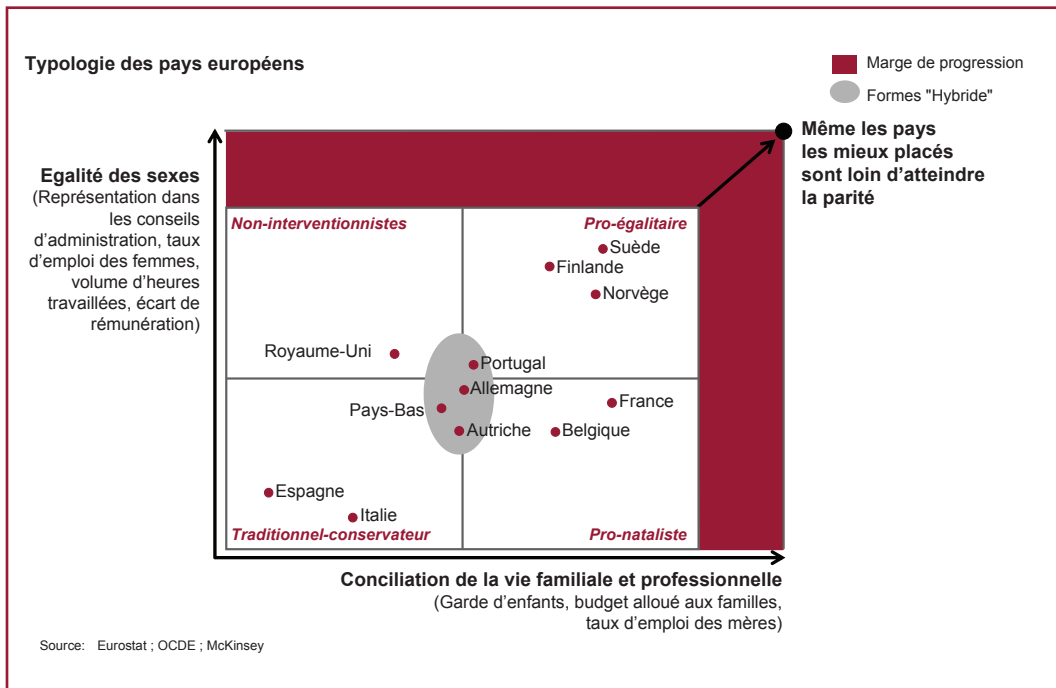 Typologie des pays européens
Marge de progression
Formes "Hybride"
Même les pays
les mieux placés
sont loin d'atteindre
la parité
Egalité des sexes
(Représentation dans
les conseils
d'administration, taux
d'emploi des femmes,
volume d'heures
travaillées, écart de
rémunération)
Non-interventionnistes
Pro-égalitaire
Suède
Finlande
Norvège
Royaume-Uni
Portugal
Allemagne
Pays-Bas
France
Autriche
Belgique
Espagne
Italie
Traditionnel-conservateur
Pro-nataliste
Conciliation de la vie familiale et professionnelle
(Garde d'enfants, budget alloué aux familles,
taux d'emploi des mères)
Source: Eurostat ; OCDE ; McKinsey